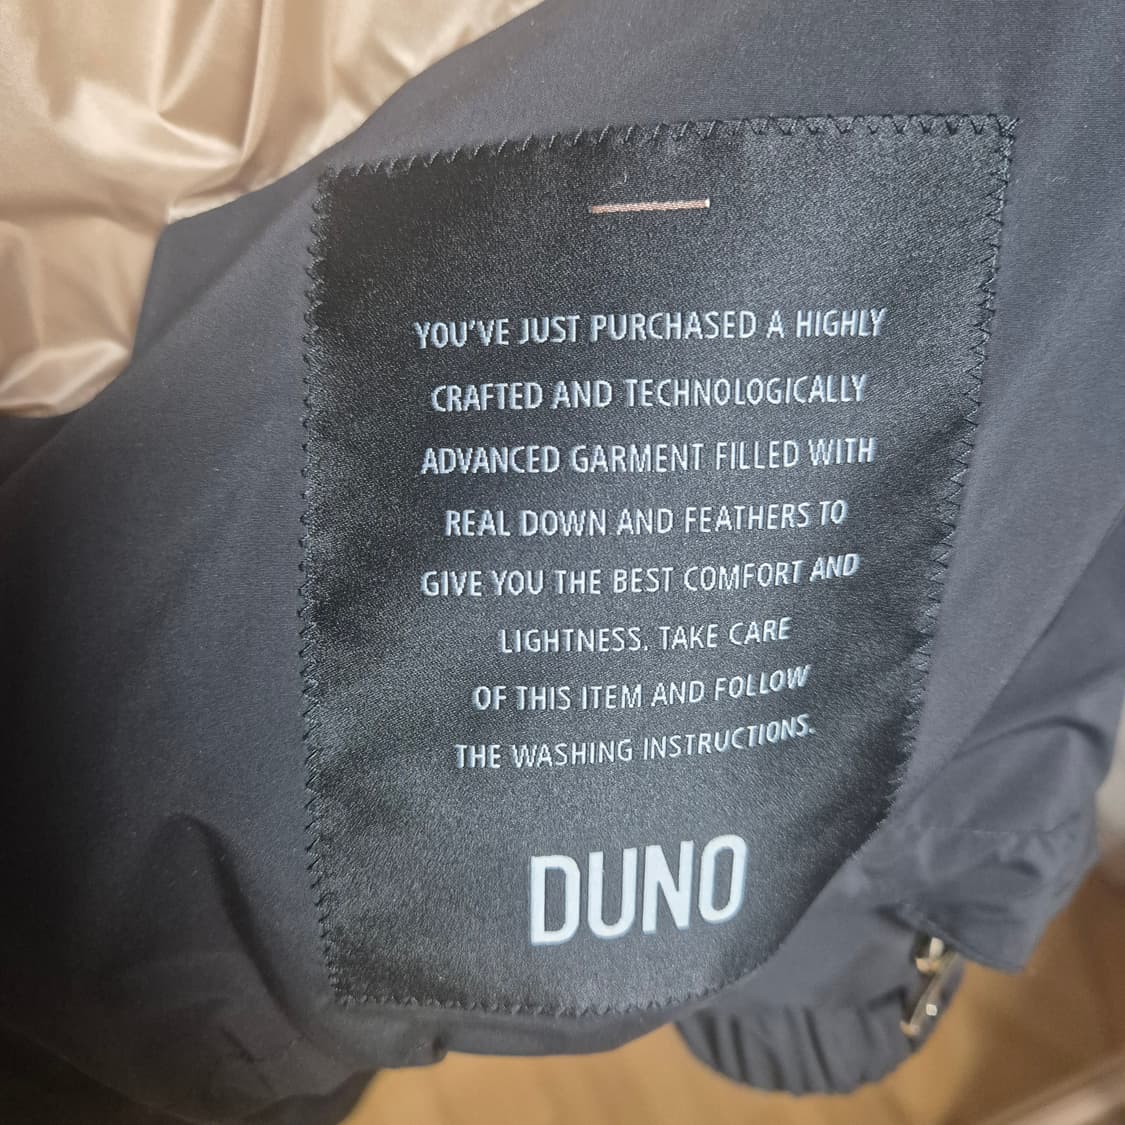 YOU'VE JUST PURCHASED A HIGHLY
CRAFTED AND TECHNOLOGICALLY
ADVANCED GARMENT FILLED WITH
REAL DOWN AND FEATHERS TO
GIVE YOU THE BEST COMFORT AND
LIGHTNESS. TAKE CARE
OF THIS ITEM AND FOLLOW
THE WASHING INSTRUCTIONS.
DUNO